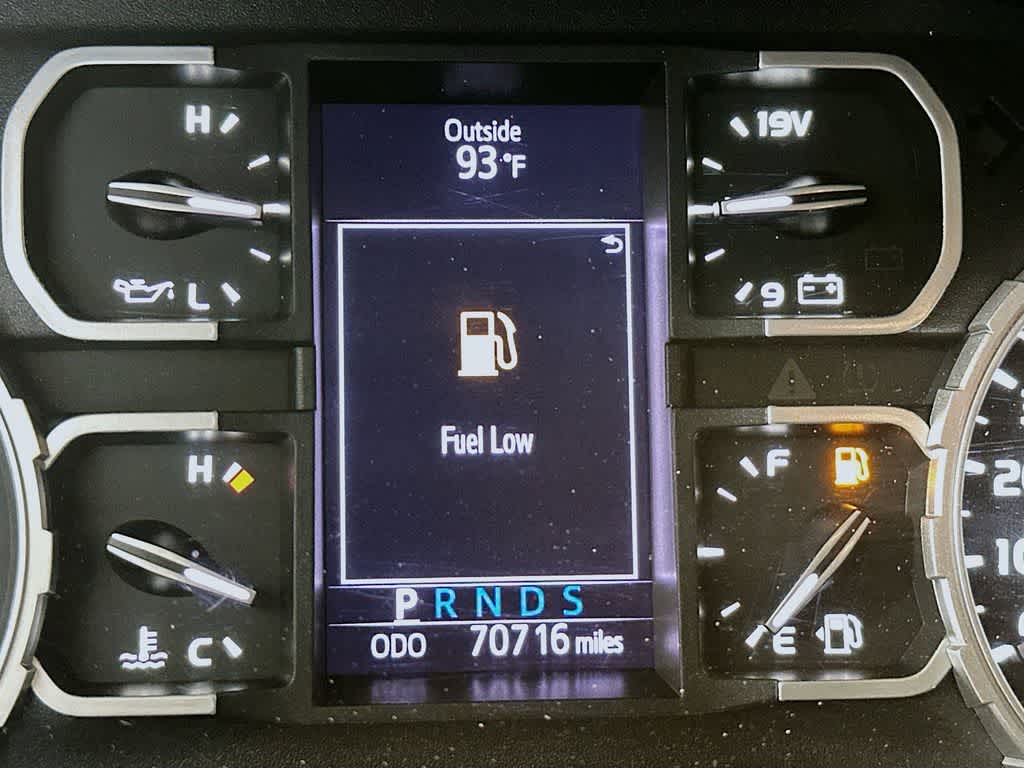 Outside
93°F
H
L
19V
9
Fuel Low
H
C
F
E
P R N D S
ODO 70716 miles